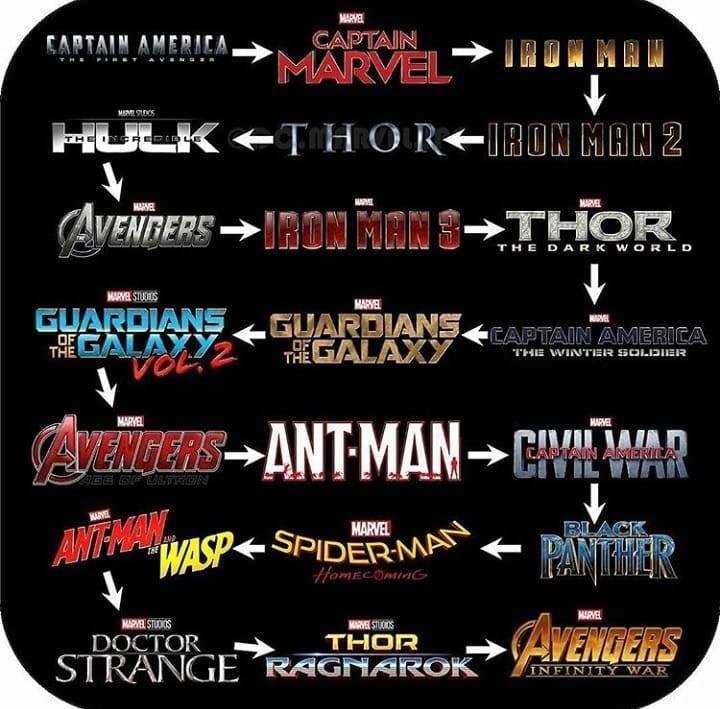 CAPTAIN AMERICA
THE FIRST AVENGER
MARVEL
CAPTAIN
MARVEL
IRON MAN
IRON MAN 2
THOR
MARVEL STUDIOS
HULK
THE INCREDIBLE
MARVEL
AVENGERS
MARVEL
IRON MAN 3
MARVEL
THOR
THE DARK WORLD
MARVEL
CAPTAIN AMERICA
THE WINTER SOLDIER
MARVEL
GUARDIANS
OF THE GALAXY
MARVEL STUDIOS
GUARDIANS
OF THE GALAXY
VOL. 2
MARVEL
AVENGERS
AGE OF ULTRON
ANT-MAN
MARVEL
CIVIL WAR
CAPTAIN AMERICA
BLACK
PANTHER
MARVEL
SPIDER-MAN
HOMECOMING
MARVEL
ANT-MAN
AND THE WASP
MARVEL STUDIOS
DOCTOR
STRANGE
MARVEL STUDIOS
THOR
RAGNAROK
MARVEL
AVENGERS
INFINITY WAR